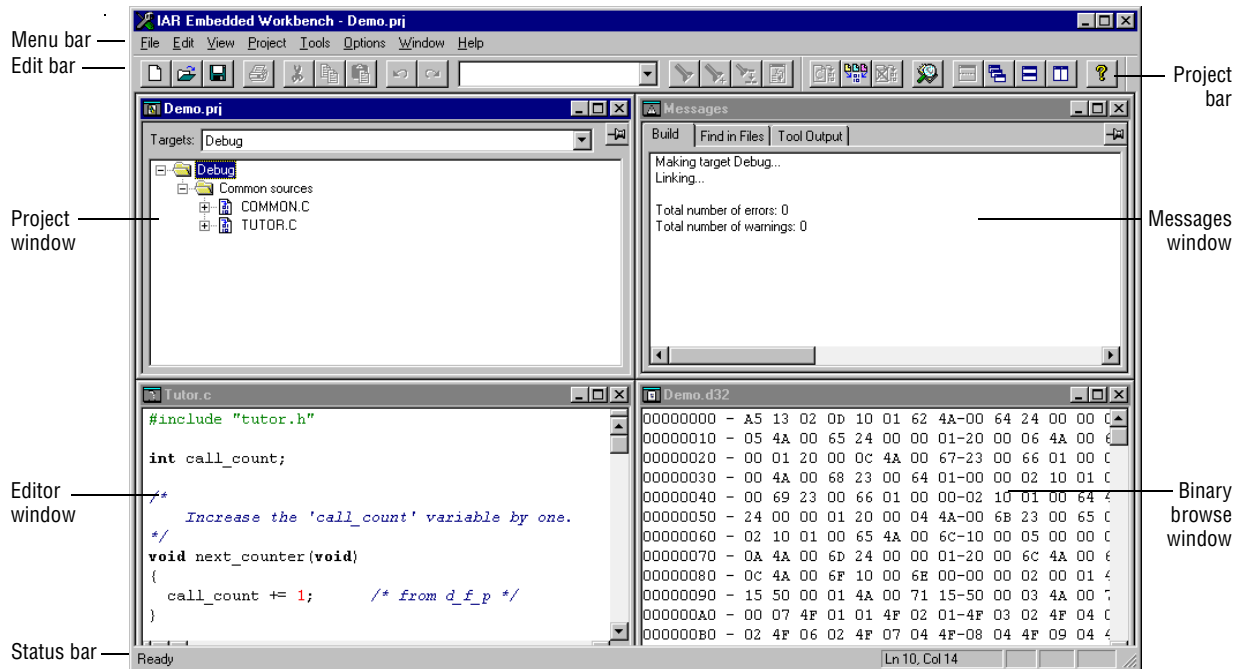 IAR Embedded Workbench - Demo.prj
Menu bar
File Edit View Project Tools Options Window Help
Edit bar
Project
bar
Demo.prj
Targets: Debug
Debug
Common sources
COMMON.C
TUTOR.C
Project
window
Messages
Build Find in Files Tool Output
Making target Debug...
Linking...
Total number of errors: 0
Total number of warnings: 0
Messages
window
Tutor.c
#include "tutor.h"
int call_count;
/*
Increase the 'call_count' variable by one.
*/
void next_counter(void)
{
call_count += 1; /* from d_f_p */
}
Editor
window
Demo.d32
00000000 - A5 13 02 0D 10 01 62 4A-00 64 24 00 00
00000010 - 05 4A 00 65 24 00 00 01-20 00 06 4A 00
00000020 - 00 01 20 00 0C 4A 00 67-23 00 66 01 00
00000030 - 00 4A 00 68 23 00 64 01-00 00 02 10 01
00000040 - 00 69 23 00 66 01 00 00-02 10 01 00 64
00000050 - 24 00 00 01 20 00 04 4A-00 6B 23 00 65
00000060 - 02 10 01 00 65 4A 00 6C-10 00 05 00 00
00000070 - 0A 4A 00 6D 24 00 00 01-20 00 6C 4A 00
00000080 - 0C 4A 00 6F 10 00 6E 00-00 00 02 00 01
00000090 - 15 50 00 01 4A 00 71 15-50 00 03 4A 00
000000A0 - 00 07 4F 01 01 4F 02 01-4F 03 02 4F 04
000000B0 - 02 4F 06 02 4F 07 04 4F-08 04 4F 09 04
Binary
browse
window
Status bar
Ready
Ln 10, Col 14